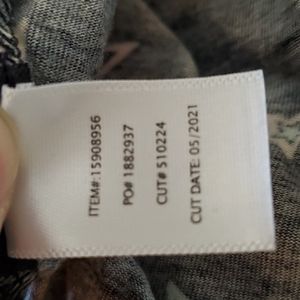 ITEM#:15908956
PO# 1882937
CUT# 510224
CUT DATE: 05/2021